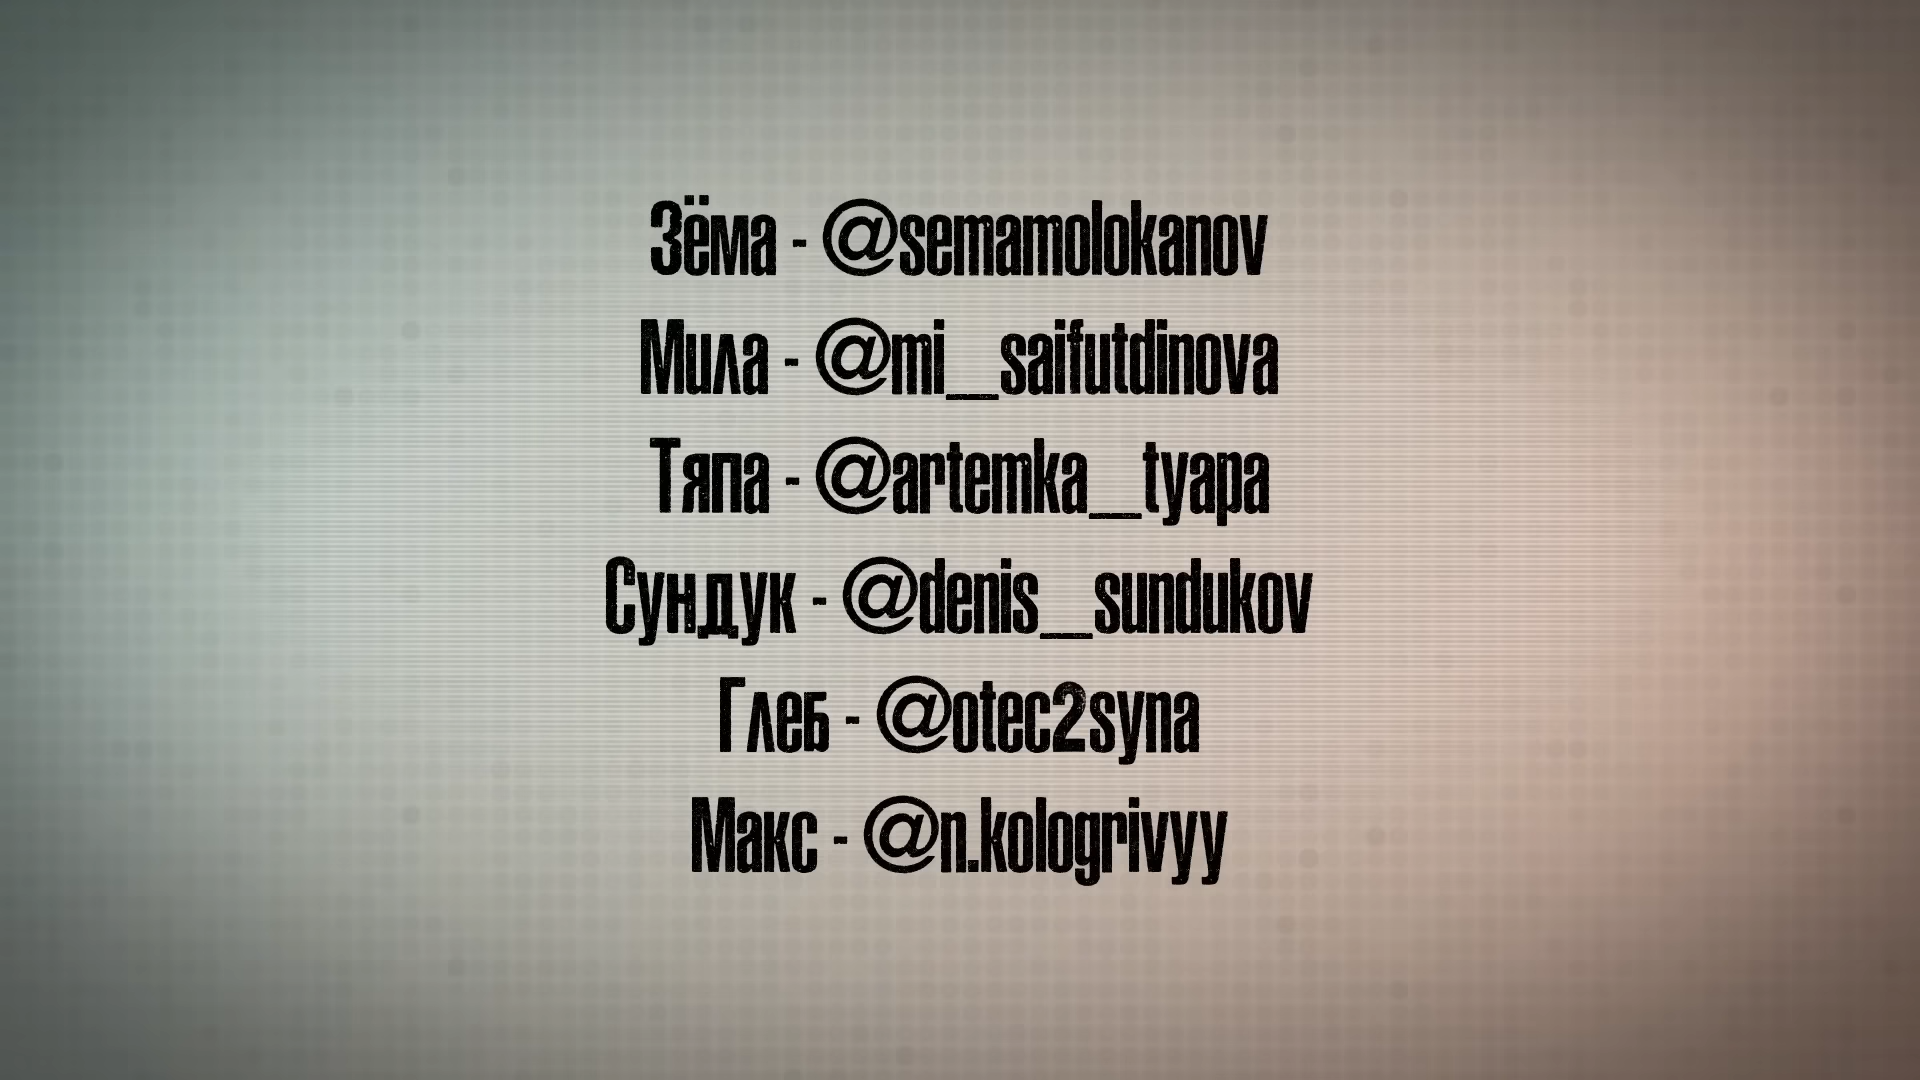 Зёма - @semamolokanov
Мила - @mi__saifutdinova
Тяпа - @artemka__tyapa
Сундук - @denis__sundukov
Глеб - @otec2syna
Макс - @n.kologrivyy